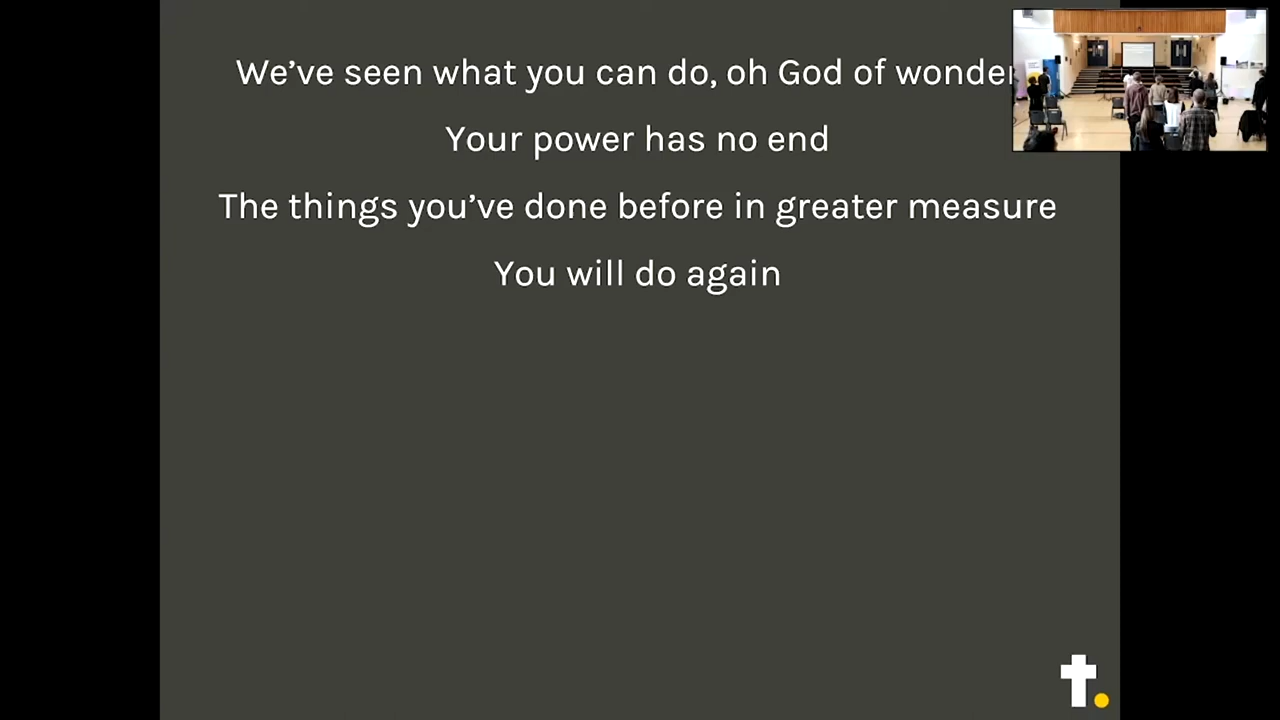 We've seen what you can do, oh God of wonder
Your power has no end
The things you've done before in greater measure
You will do again